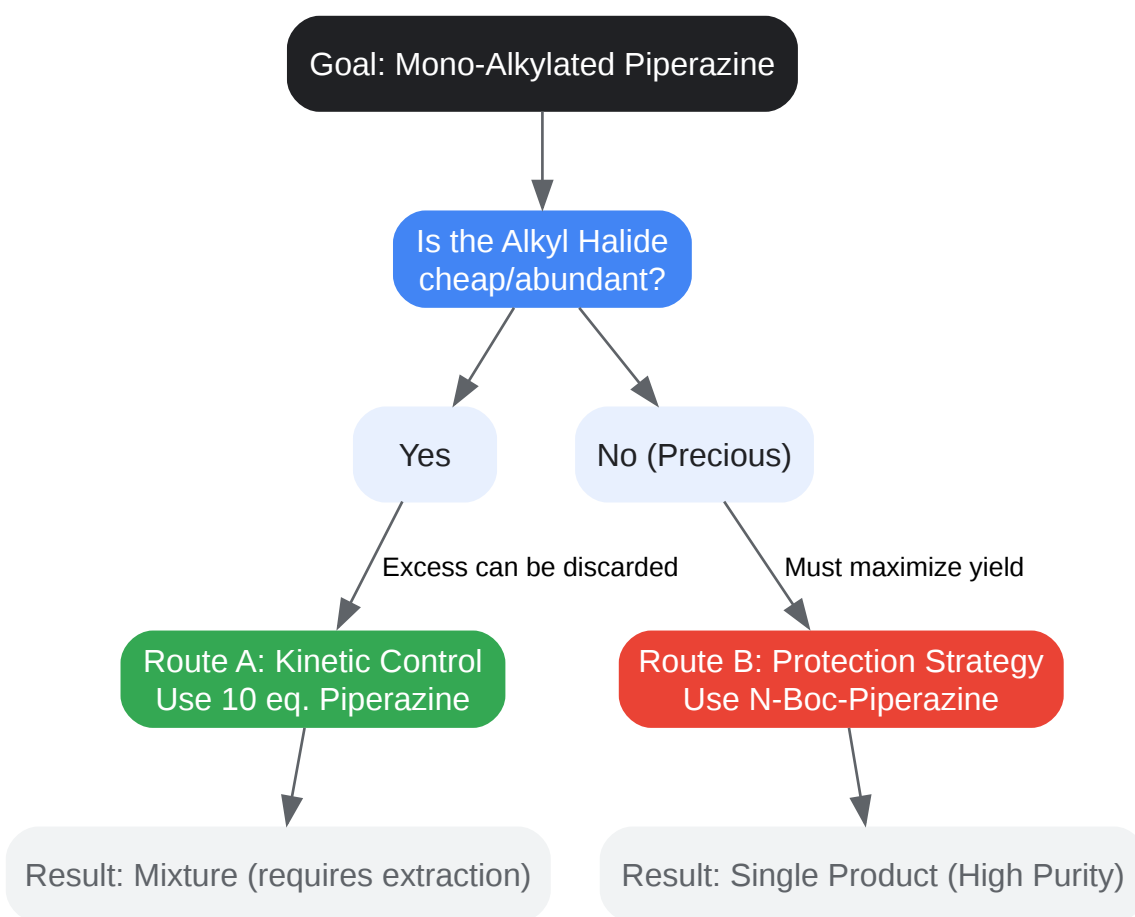 Goal: Mono-Alkylated Piperazine
Is the Alkyl Halide
cheap/abundant?
Yes
No (Precious)
Excess can be discarded
Must maximize yield
Route A: Kinetic Control
Use 10 eq. Piperazine
Route B: Protection Strategy
Use N-Boc-Piperazine
Result: Mixture (requires extraction)
Result: Single Product (High Purity)